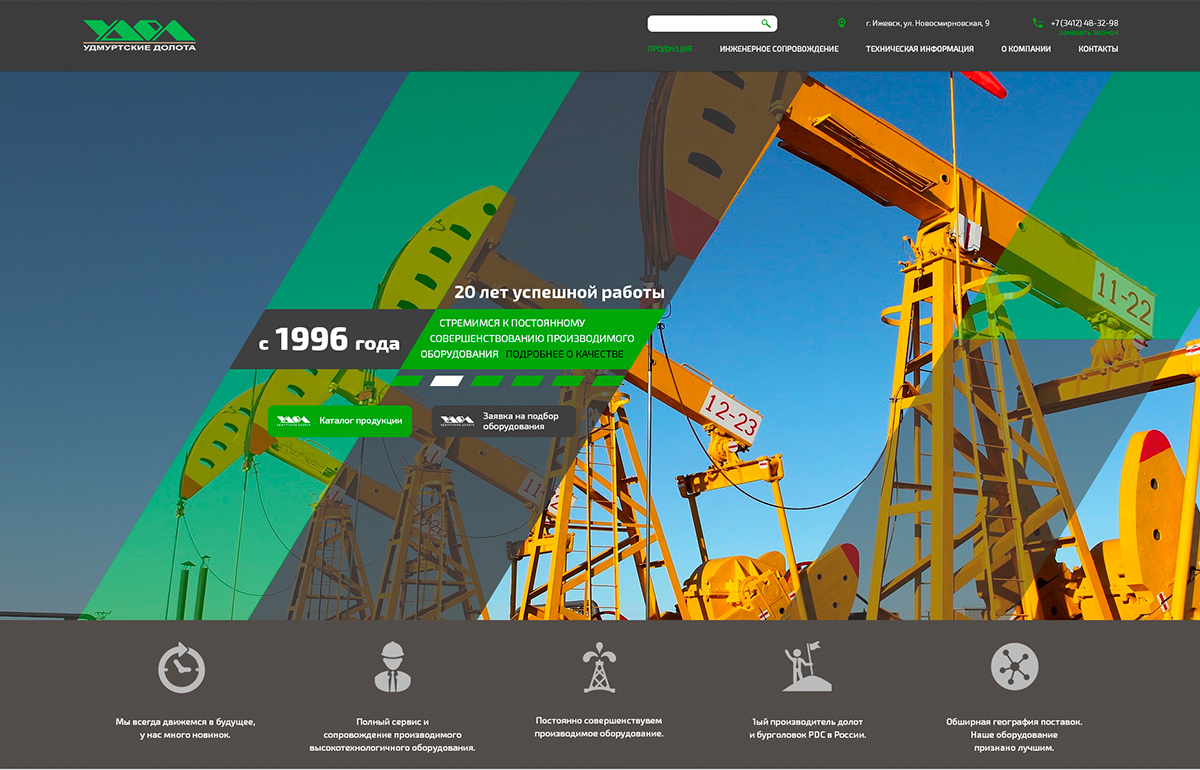 УДОЛ
УДМУРТСКИЕ ДОЛОТА
г. Ижевск, ул. Новосмирновская, 9
+7 (3412) 48-32-98
заказать звонок
ПРОДУКЦИЯ ИНЖЕНЕРНОЕ СОПРОВОЖДЕНИЕ ТЕХНИЧЕСКАЯ ИНФОРМАЦИЯ О КОМПАНИИ КОНТАКТЫ
11-22
20 лет успешной работы
с 1996 года
СТРЕМИМСЯ К ПОСТОЯННОМУ
СОВЕРШЕНСТВОВАНИЮ ПРОИЗВОДИМОГО
ОБОРУДОВАНИЯ ПОДРОБНЕЕ О КАЧЕСТВЕ
12-23
Каталог продукции
Заявка на подбор
оборудования
Мы всегда движемся в будущее,
у нас много новинок.
Полный сервис и
сопровождение производимого
высокотехнологичного оборудования.
Постоянно совершенствуем
производимое оборудование.
1ый производитель долот
и бурголовок PDC в России.
Обширная география поставок.
Наше оборудование
признано лучшим.